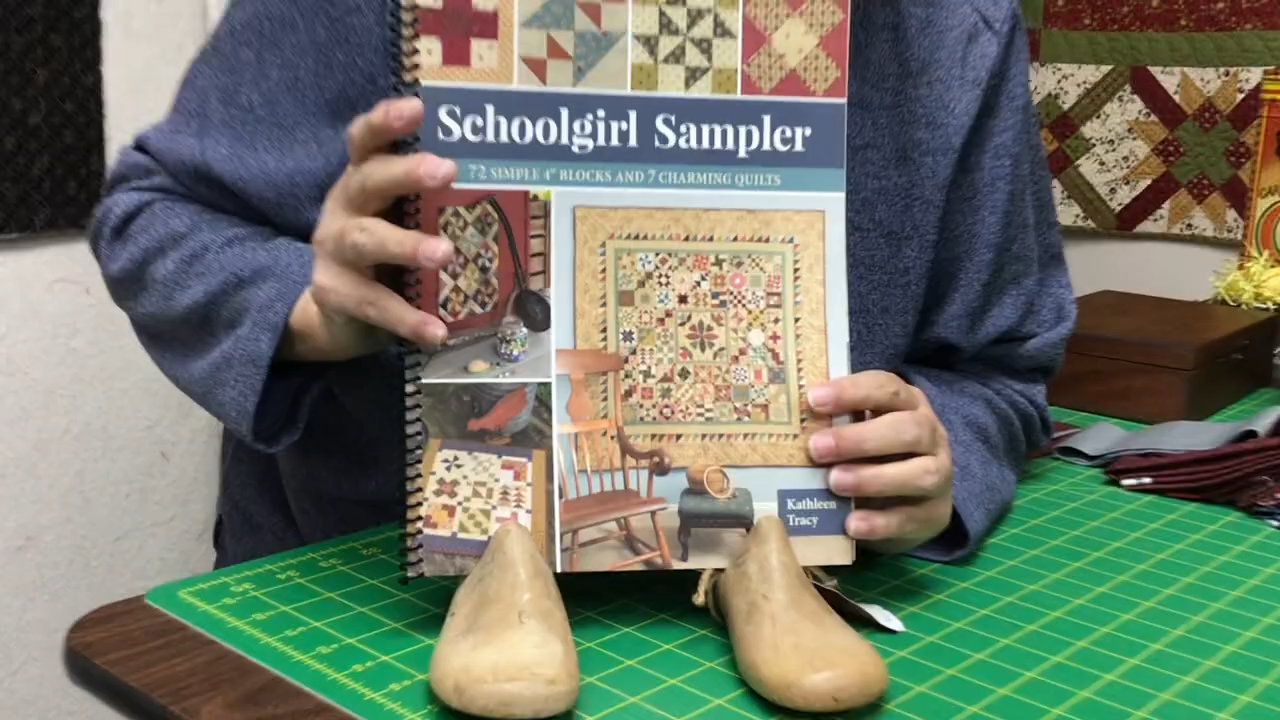 Schoolgirl Sampler
72 SIMPLE 4" BLOCKS AND 7 CHARMING QUILTS
Kathleen
Tracy